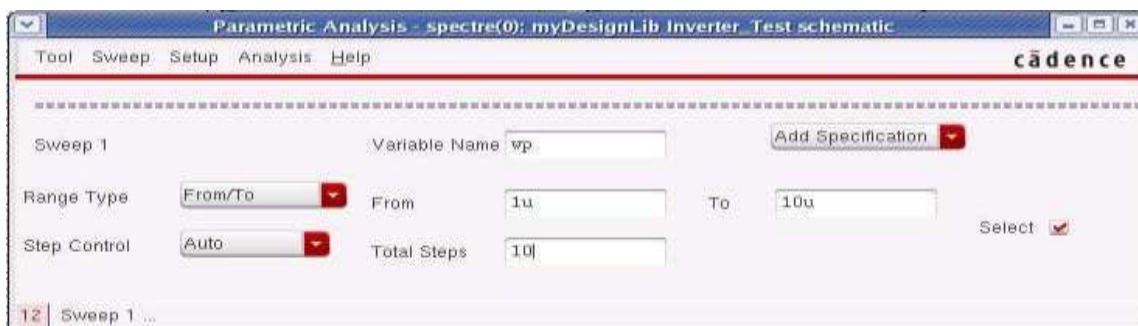 Parametric Analysis - spectre(0): myDesignLib Inverter_Test schematic
Tool Sweep Setup Analysis Help
cādence
Sweep 1 Variable Name wp Add Specification
Range Type From/To From 1u To 10u
Select
Step Control Auto Total Steps 10
12 Sweep 1 ...